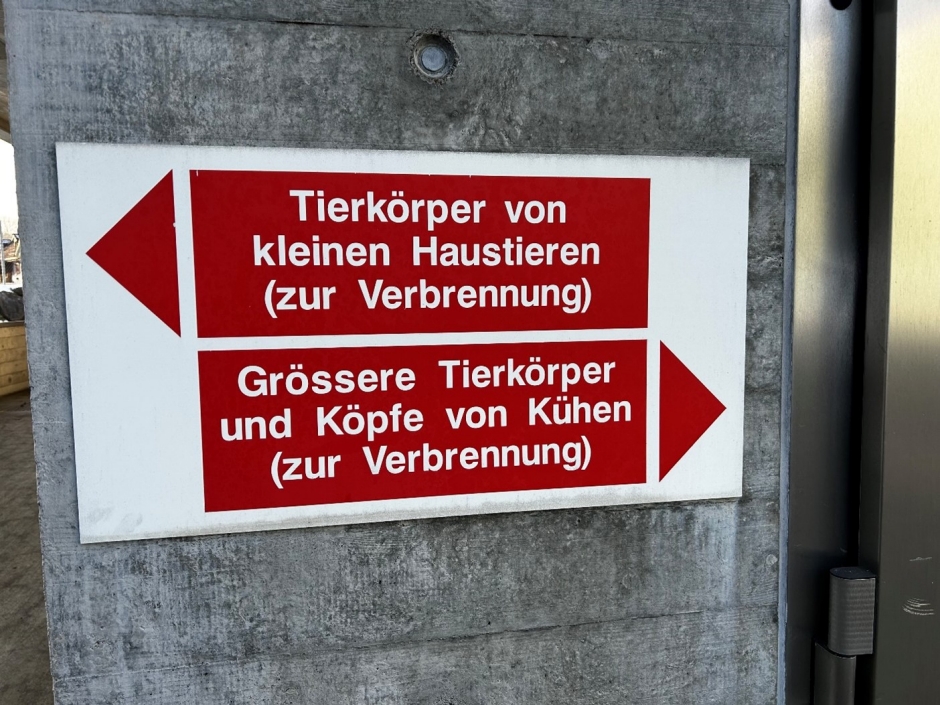 Tierkörper von
kleinen Haustieren
(zur Verbrennung)
Grössere Tierkörper
und Köpfe von Kühen
(zur Verbrennung)